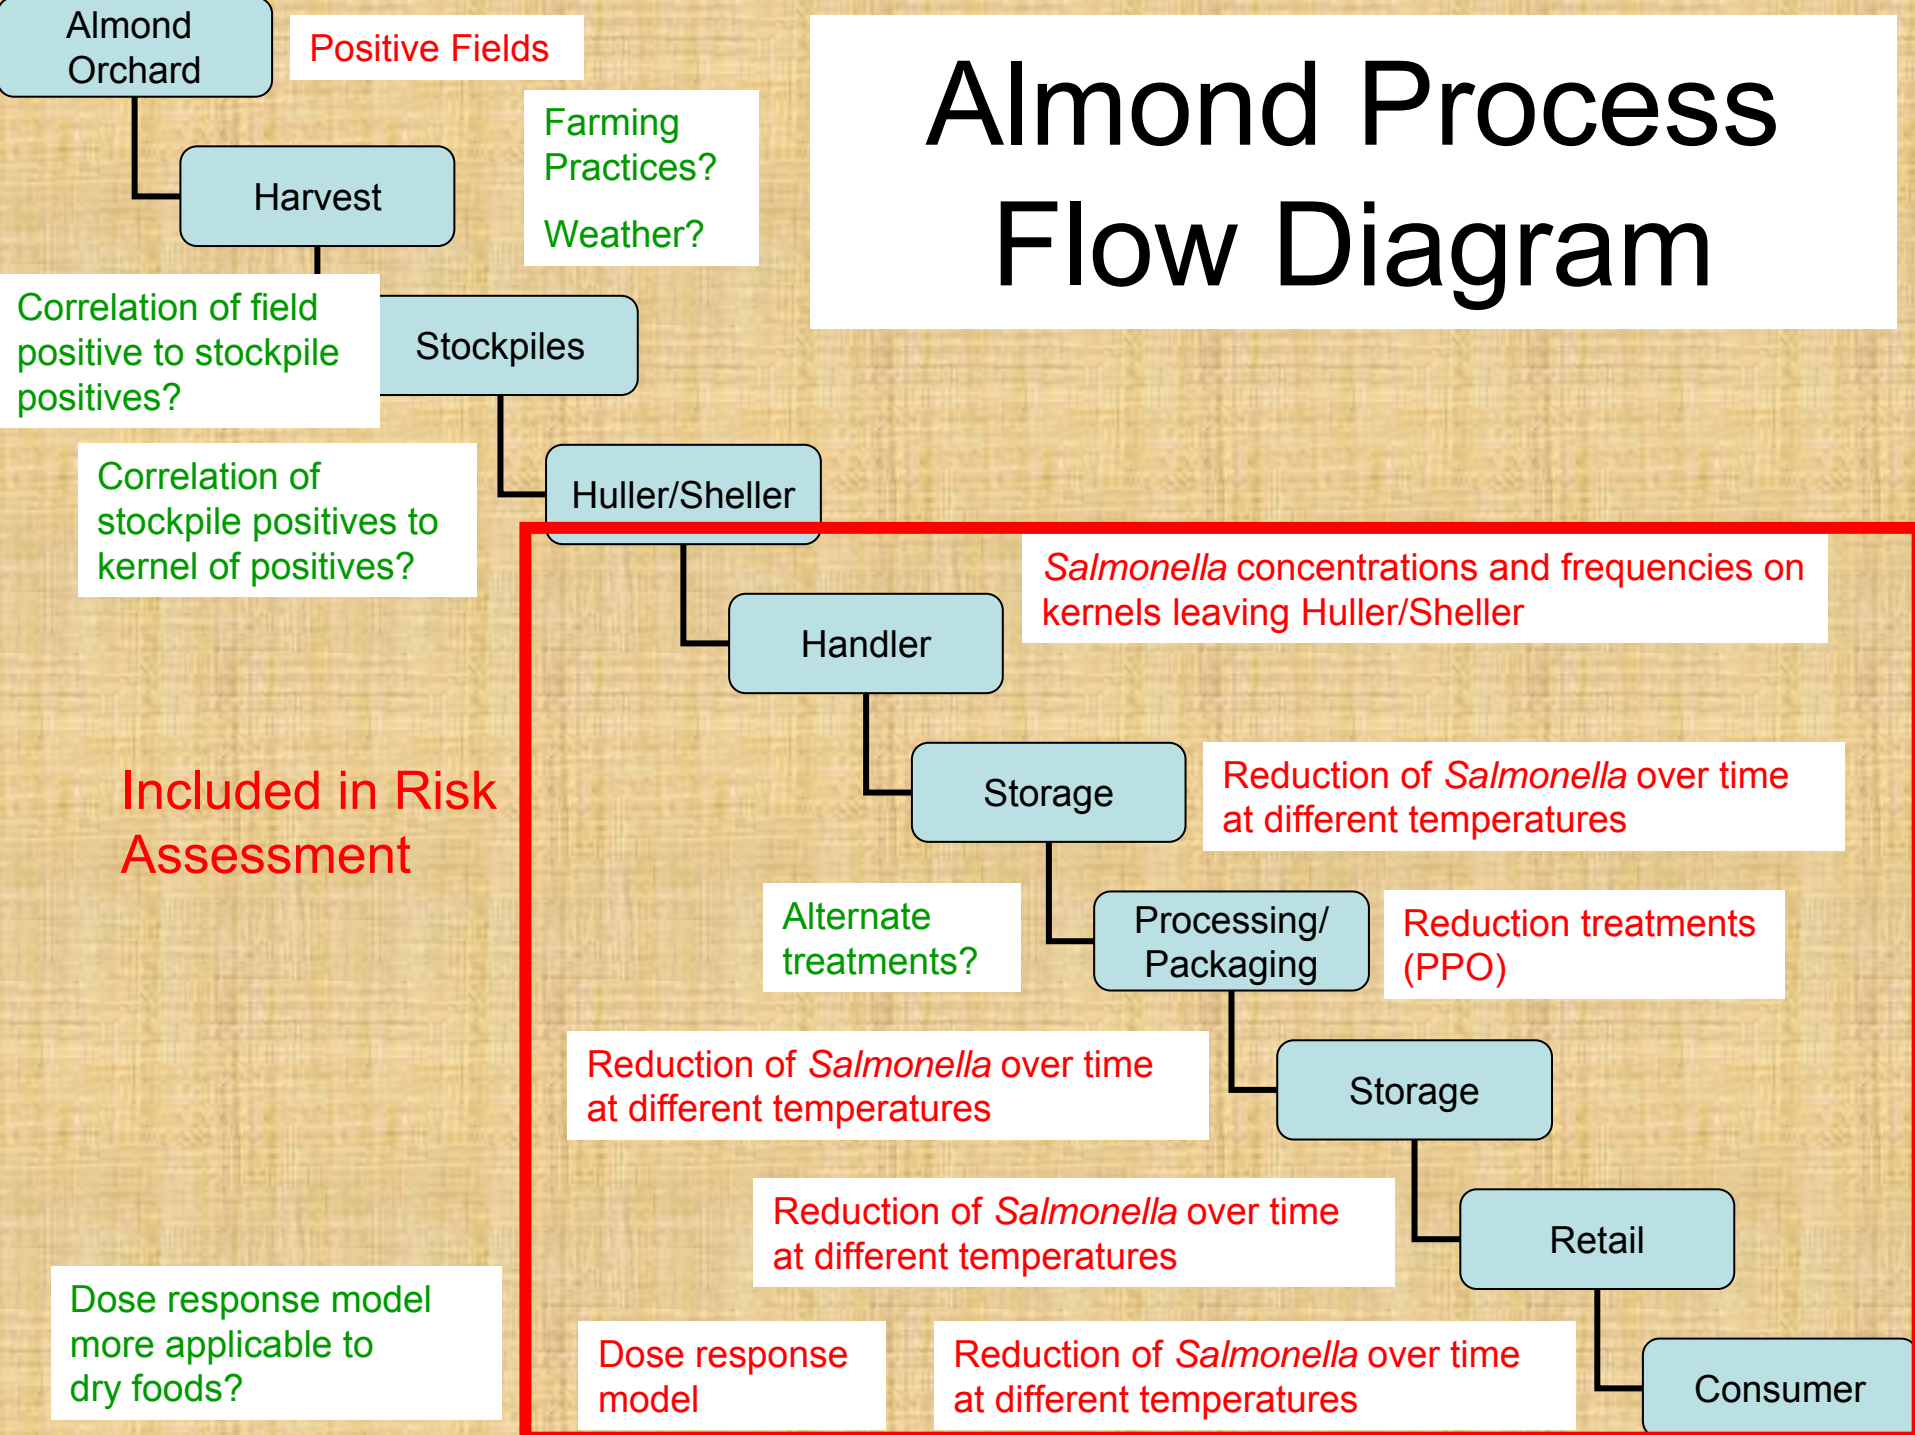 Almond
Orchard
Positive Fields
Almond Process
Flow Diagram
Farming
Practices?
Weather?
Harvest
Correlation of field
positive to stockpile
positives?
Stockpiles
Correlation of
stockpile positives to
kernel of positives?
Huller/Sheller
Salmonella concentrations and frequencies on
kernels leaving Huller/Sheller
Handler
Included in Risk
Assessment
Storage
Reduction of Salmonella over time
at different temperatures
Alternate
treatments?
Processing/
Packaging
Reduction treatments
(PPO)
Reduction of Salmonella over time
at different temperatures
Storage
Reduction of Salmonella over time
at different temperatures
Retail
Dose response model
more applicable to
dry foods?
Dose response
model
Reduction of Salmonella over time
at different temperatures
Consumer